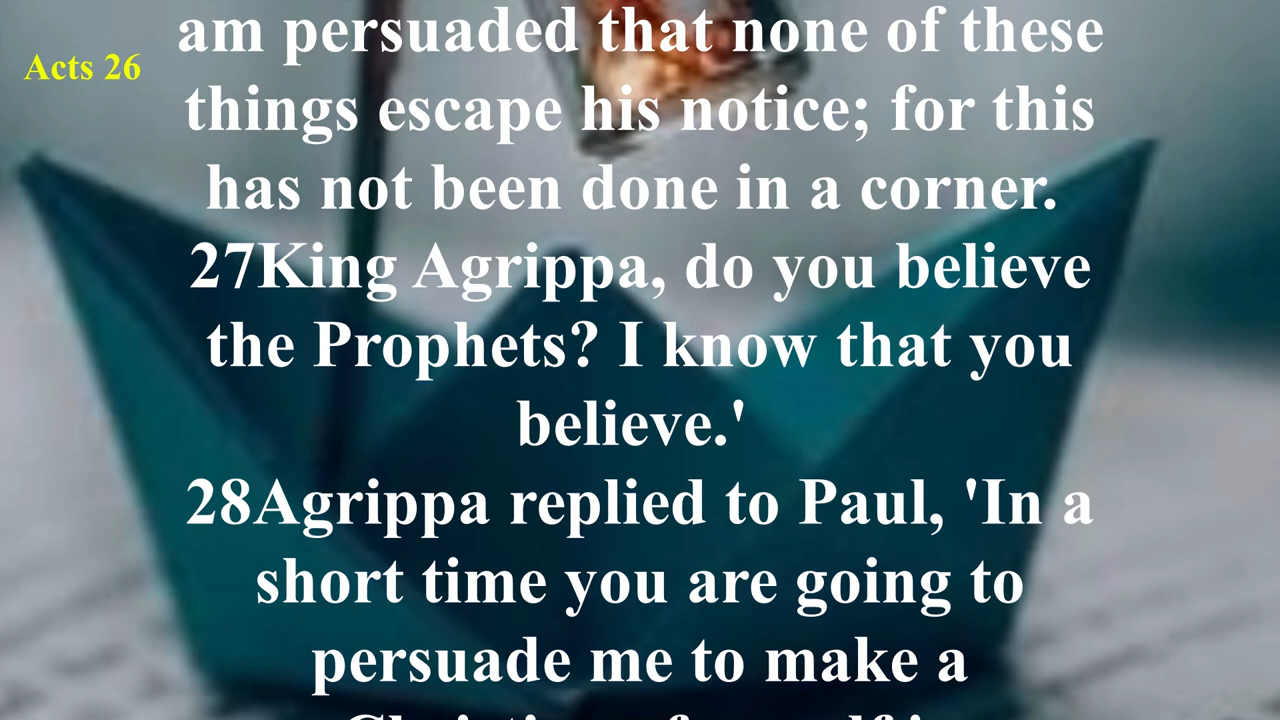 am persuaded that none of these
Acts 26
things escape his notice; for this
has not been done in a corner.
27King Agrippa, do you believe
the Prophets? I know that you
believe.'
28Agrippa replied to Paul, 'In a
short time you are going to
persuade me to make a